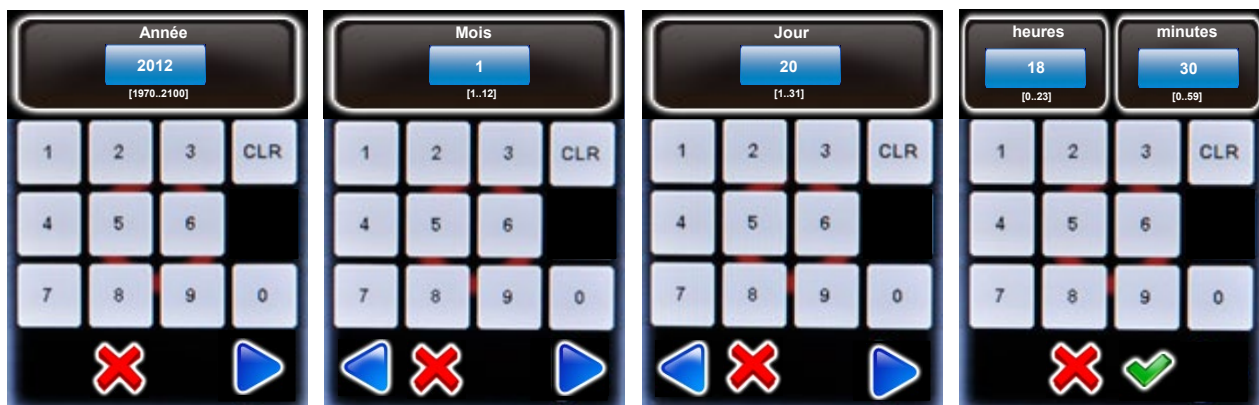 Année
2012
[1970..2100]
1 2 3 CLR
4 5 6
7 8 9 0
Mois
1
[1..12]
1 2 3 CLR
4 5 6
7 8 9 0
Jour
20
[1..31]
1 2 3 CLR
4 5 6
7 8 9 0
heures minutes
18 30
[0..23] [0..59]
1 2 3 CLR
4 5 6
7 8 9 0